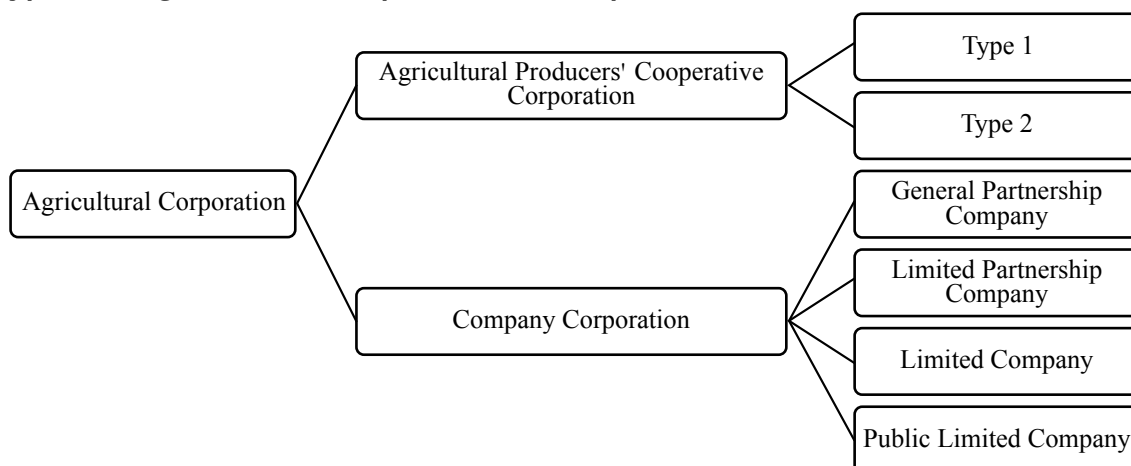 Agricultural Corporation
Agricultural Producers' Cooperative
Corporation
Company Corporation
Type 1
Type 2
General Partnership
Company
Limited Partnership
Company
Limited Company
Public Limited Company